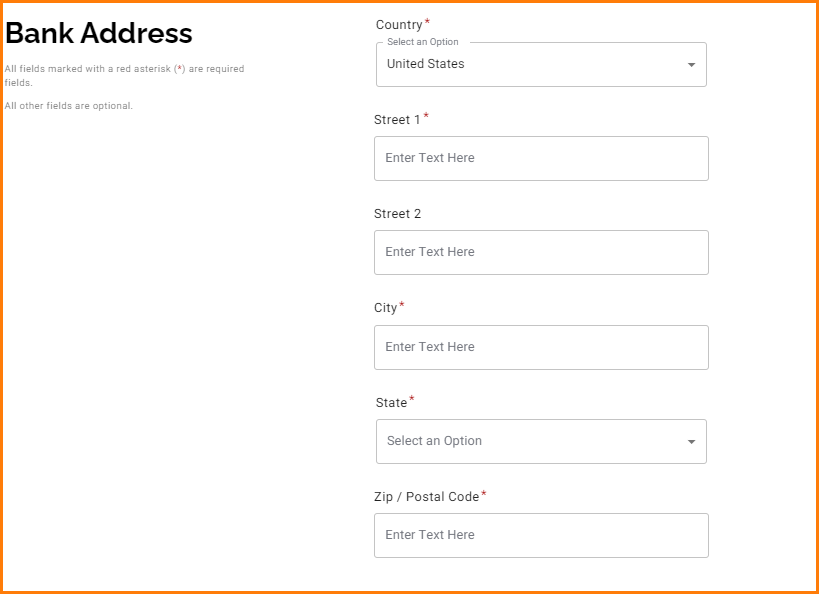 Bank Address
All fields marked with a red asterisk (*) are required
fields.
All other fields are optional.
Country*
Select an Option
United States
Street 1*
Enter Text Here
Street 2
Enter Text Here
City*
Enter Text Here
State*
Select an Option
Zip / Postal Code*
Enter Text Here